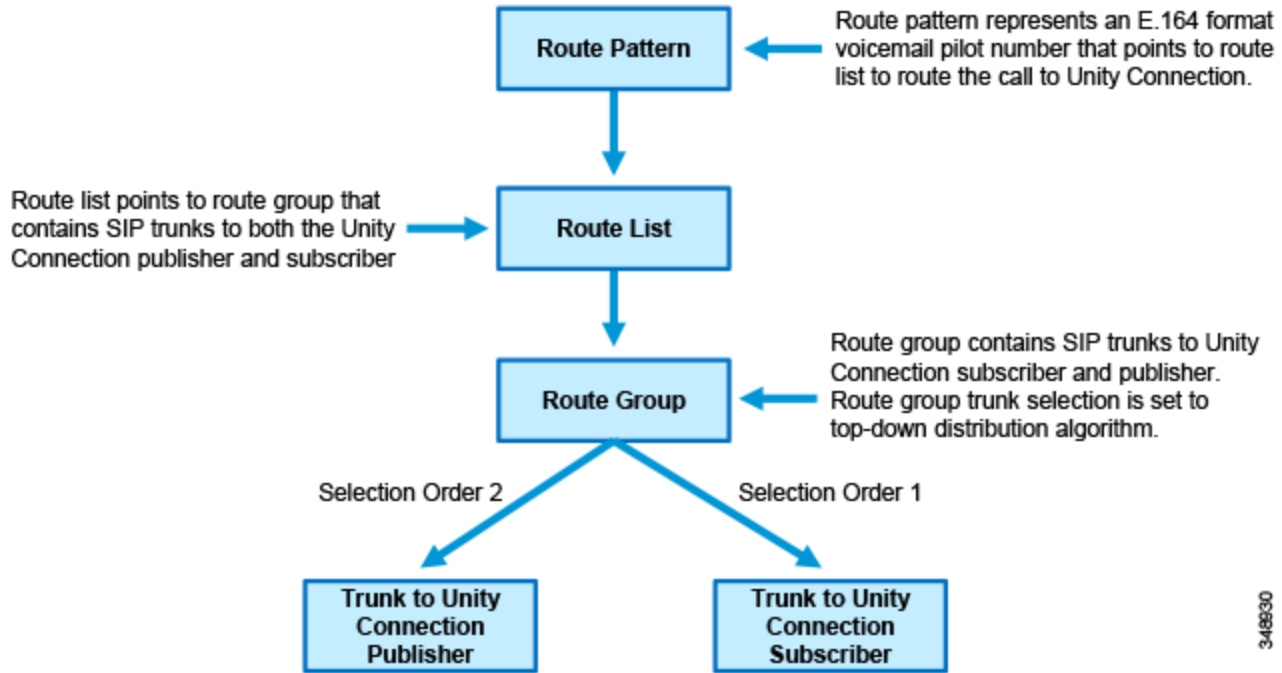 Route Pattern
Route pattern represents an E.164 format
voicemail pilot number that points to route
list to route the call to Unity Connection.
Route list points to route group that
contains SIP trunks to both the Unity
Connection publisher and subscriber
Route List
Route group contains SIP trunks to Unity
Connection subscriber and publisher.
Route group trunk selection is set to
top-down distribution algorithm.
Route Group
Selection Order 2
Selection Order 1
Trunk to Unity
Connection
Publisher
Trunk to Unity
Connection
Subscriber
348930